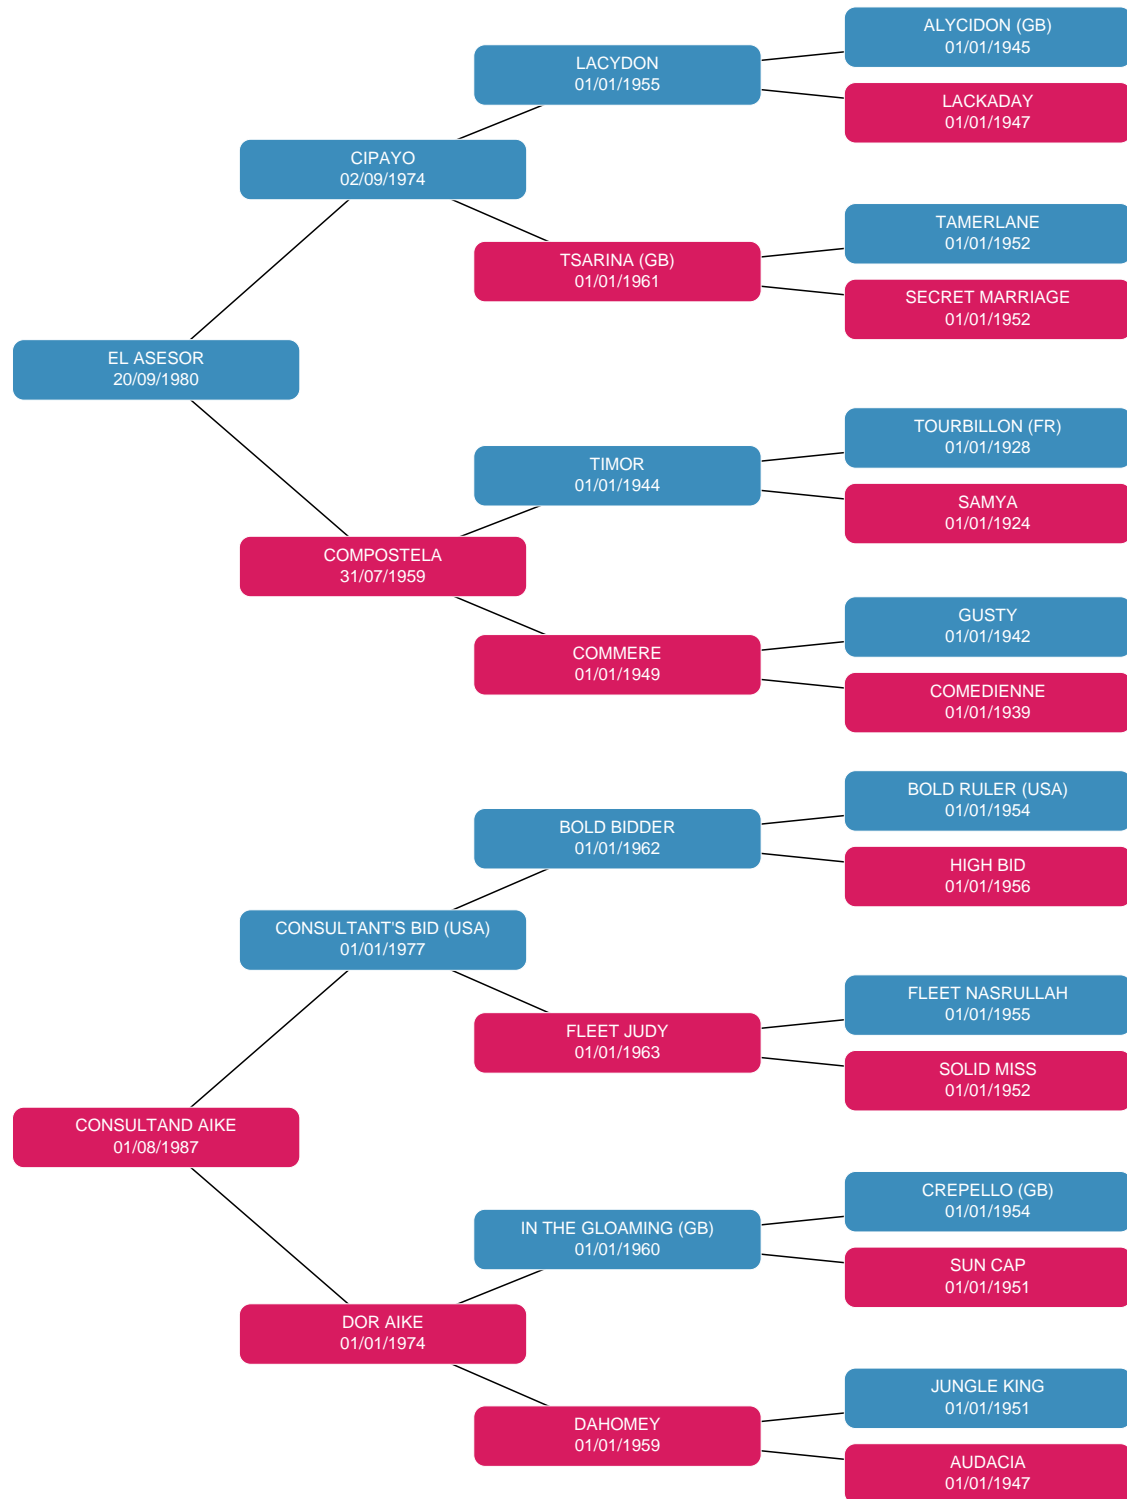 ALYCIDON (GB)
01/01/1945
LACYDON
01/01/1955
LACKADAY
01/01/1947
CIPAYO
02/09/1974
TAMERLANE
01/01/1952
TSARINA (GB)
01/01/1961
SECRET MARRIAGE
01/01/1952
EL ASESOR
20/09/1980
TOURBILLON (FR)
01/01/1928
TIMOR
01/01/1944
SAMYA
01/01/1924
COMPOSTELA
31/07/1959
GUSTY
01/01/1942
COMMERE
01/01/1949
COMEDIENNE
01/01/1939
BOLD RULER (USA)
01/01/1954
BOLD BIDDER
01/01/1962
HIGH BID
01/01/1956
CONSULTANT'S BID (USA)
01/01/1977
FLEET NASRULLAH
01/01/1955
FLEET JUDY
01/01/1963
SOLID MISS
01/01/1952
CONSULTAND AIKE
01/08/1987
CREPELLO (GB)
01/01/1954
IN THE GLOAMING (GB)
01/01/1960
SUN CAP
01/01/1951
DOR AIKE
01/01/1974
JUNGLE KING
01/01/1951
DAHOMEY
01/01/1959
AUDACIA
01/01/1947